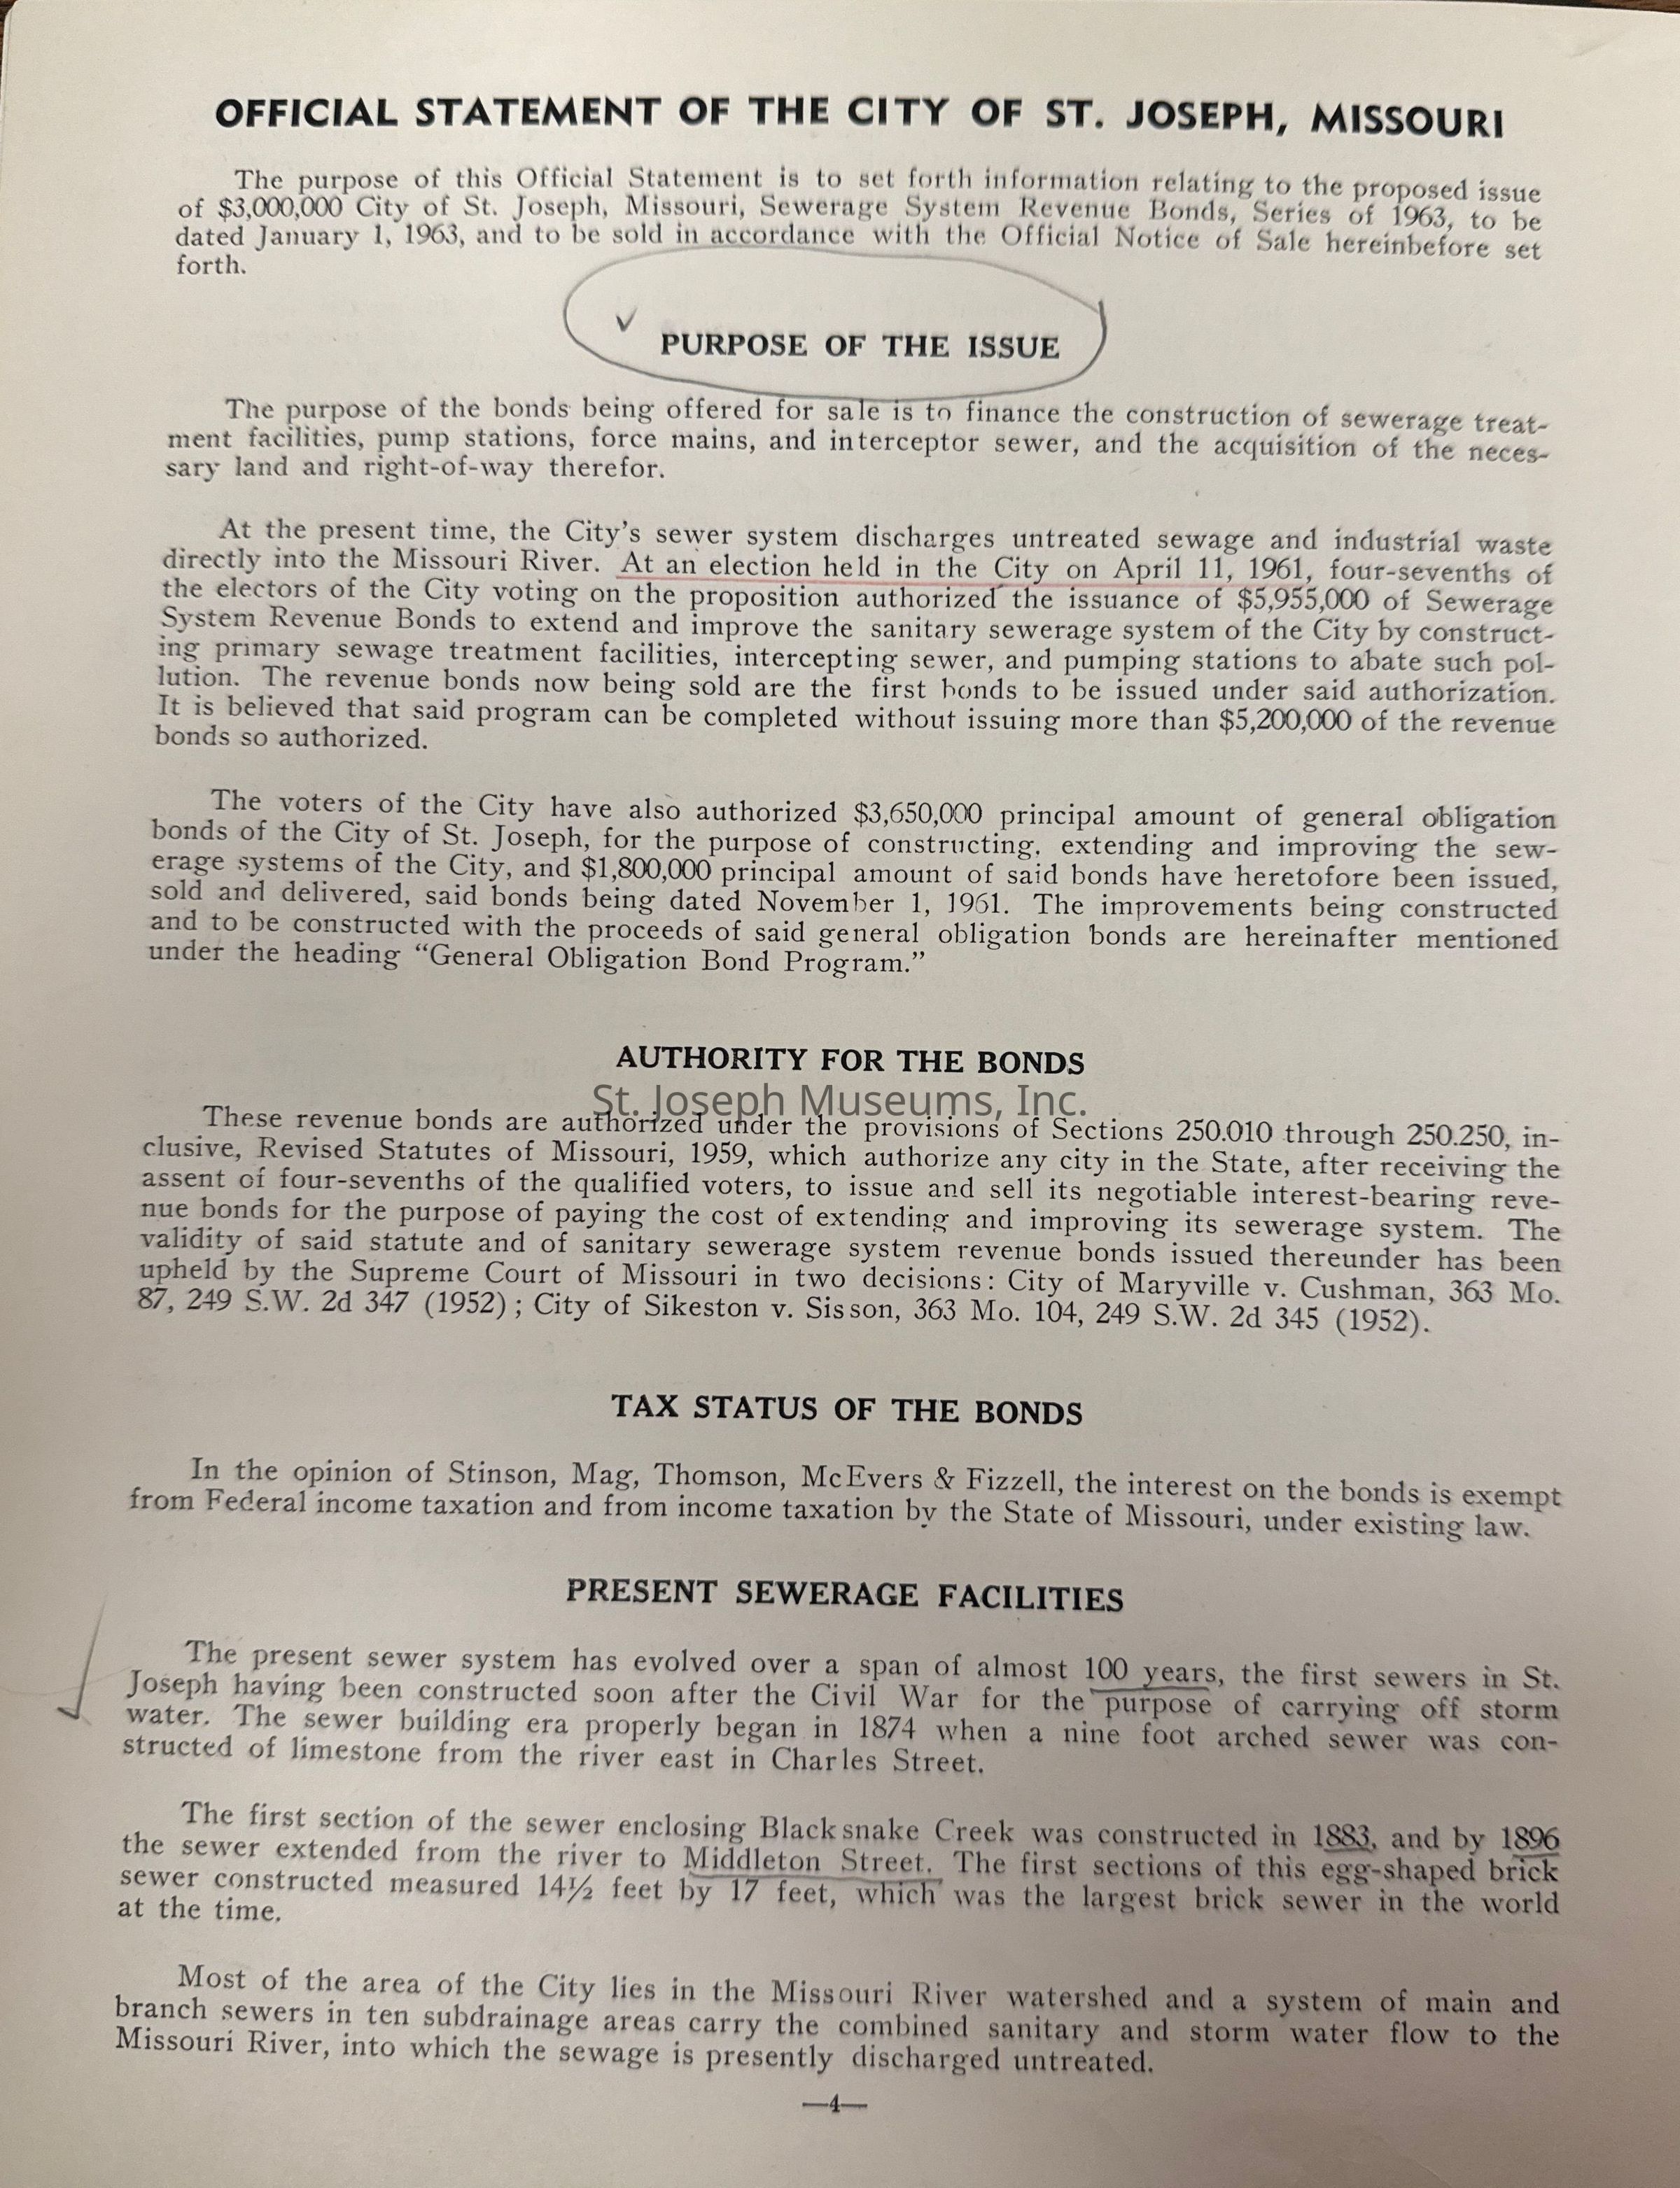 OFFICIAL STATEMENT OF THE CITY OF ST. JOSEPH, MISSOURI
The purpose of this Official Statement is to set forth information relating to the proposed issue
of $3,000,000 City of St. Joseph, Missouri, Sewerage System Revenue Bonds, Series of 1963, to be
dated January 1, 1963, and to be sold in accordance with the Official Notice of Sale hereinbefore set
forth.
✓
PURPOSE OF THE ISSUE
The purpose of the bonds being offered for sale is to finance the construction of sewerage treat-
ment facilities, pump stations, force mains, and interceptor sewer, and the acquisition of the neces-
sary land and right-of-way therefor.
At the present time, the City's sewer system discharges untreated sewage and industrial waste
directly into the Missouri River. At an election held in the City on April 11, 1961, four-sevenths of
the electors of the City voting on the proposition authorized the issuance of $5,955,000 of Sewerage
System Revenue Bonds to extend and improve the sanitary sewerage system of the City by construct-
ing primary sewage treatment facilities, intercepting sewer, and pumping stations to abate such pol-
lution. The revenue bonds now being sold are the first bonds to be issued under said authorization.
It is believed that said program can be completed without issuing more than $5,200,000 of the revenue
bonds so authorized.
The voters of the City have also authorized $3,650,000 principal amount of general obligation
bonds of the City of St. Joseph, for the purpose of constructing, extending and improving the sew-
erage systems of the City, and $1,800,000 principal amount of said bonds have heretofore been issued,
sold and delivered, said bonds being dated November 1, 1961. The improvements being constructed
and to be constructed with the proceeds of said general obligation bonds are hereinafter mentioned
under the heading "General Obligation Bond Program."
AUTHORITY FOR THE BONDS
St. Joseph Museums, Inc.
These revenue bonds are authorized under the provisions of Sections 250.010 through 250.250, in-
clusive, Revised Statutes of Missouri, 1959, which authorize any city in the State, after receiving the
assent of four-sevenths of the qualified voters, to issue and sell its negotiable interest-bearing reve-
nue bonds for the purpose of paying the cost of extending and improving its sewerage system. The
validity of said statute and of sanitary sewerage system revenue bonds issued thereunder has been
upheld by the Supreme Court of Missouri in two decisions: City of Maryville v. Cushman, 363 Mo.
87, 249 S.W. 2d 347 (1952); City of Sikeston v. Sisson, 363 Mo. 104, 249 S.W. 2d 345 (1952).
TAX STATUS OF THE BONDS
In the opinion of Stinson, Mag, Thomson, McEvers & Fizzell, the interest on the bonds is exempt
from Federal income taxation and from income taxation by the State of Missouri, under existing law.
PRESENT SEWERAGE FACILITIES
✓
The present sewer system has evolved over a span of almost 100 years, the first sewers in St.
Joseph having been constructed soon after the Civil War for the purpose of carrying off storm
water. The sewer building era properly began in 1874 when a nine foot arched sewer was con-
structed of limestone from the river east in Charles Street.
The first section of the sewer enclosing Blacksnake Creek was constructed in 1883, and by 1896
the sewer extended from the river to Middleton Street. The first sections of this egg-shaped brick
sewer constructed measured 14½ feet by 17 feet, which was the largest brick sewer in the world
at the time.
Most of the area of the City lies in the Missouri River watershed and a system of main and
branch sewers in ten subdrainage areas carry the combined sanitary and storm water flow to the
Missouri River, into which the sewage is presently discharged untreated.
—4—